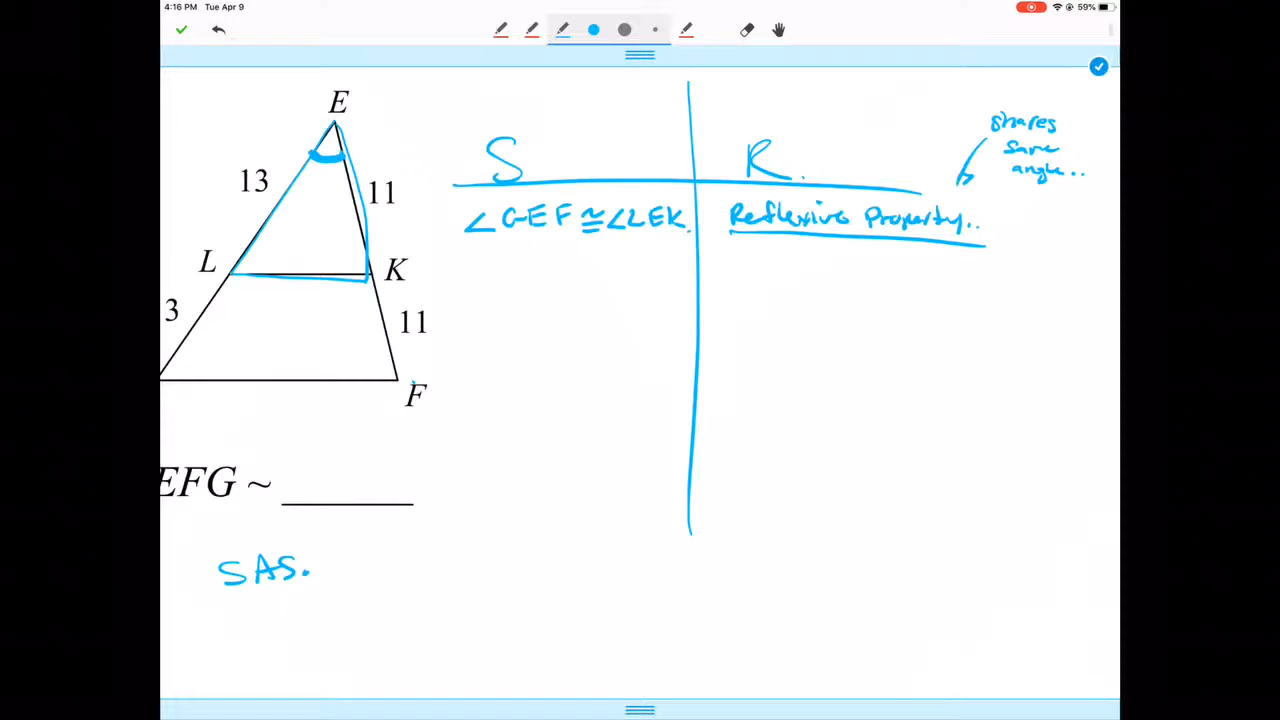 4:16 PM Tue Apr 9
59%
E
13
11
L
K
3
11
F
EFG ~
SAS.
S
R.
∠GEF ≅ ∠LEK.
Reflexive Property..
shares
same
angle..